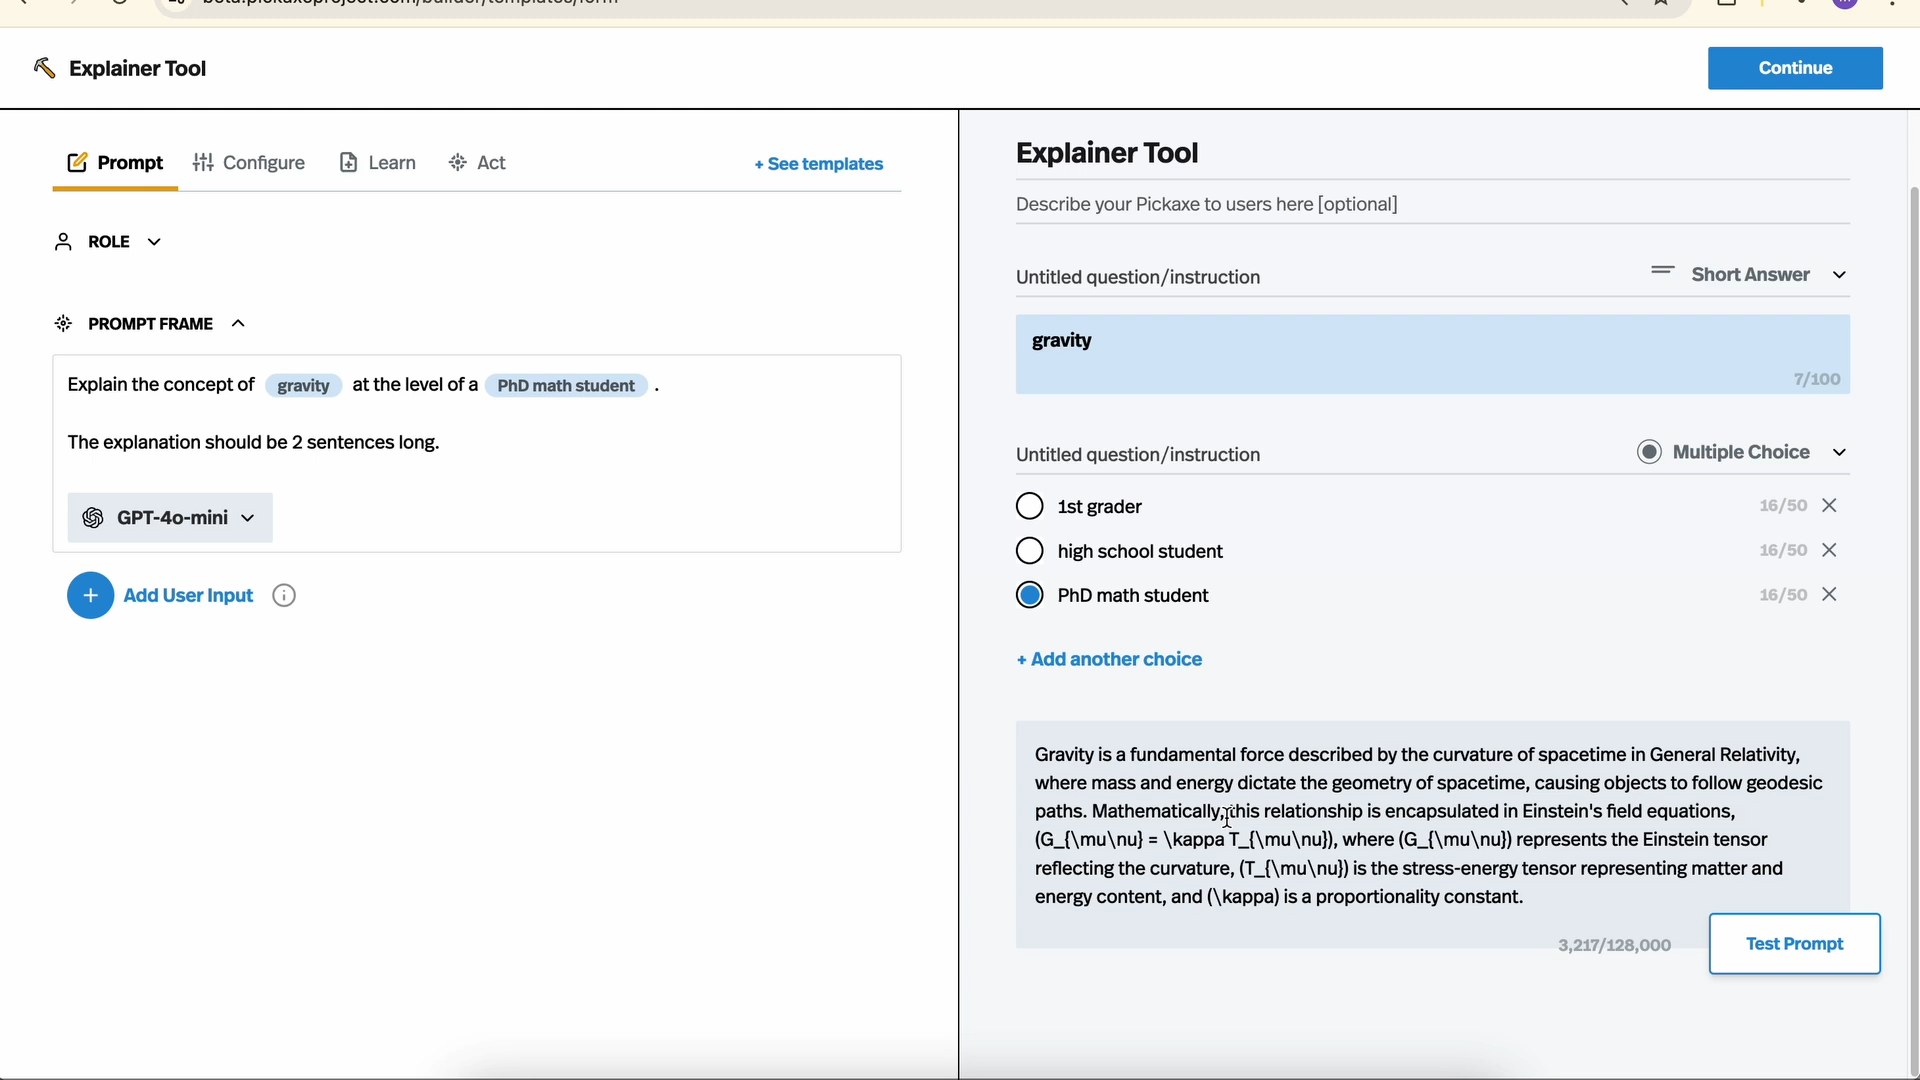 Explainer Tool
Continue
Prompt
Configure
Learn
Act
+ See templates
ROLE
PROMPT FRAME
Explain the concept of gravity at the level of a PhD math student .
The explanation should be 2 sentences long.
GPT-4o-mini
+ Add User Input
Explainer Tool
Describe your Pickaxe to users here [optional]
Untitled question/instruction
Short Answer
gravity
7/100
Untitled question/instruction
Multiple Choice
1st grader
16/50
high school student
16/50
PhD math student
16/50
+ Add another choice
Gravity is a fundamental force described by the curvature of spacetime in General Relativity,
where mass and energy dictate the geometry of spacetime, causing objects to follow geodesic
paths. Mathematically, this relationship is encapsulated in Einstein's field equations,
(G_{\mu\nu} = \kappa T_{\mu\nu}), where (G_{\mu\nu}) represents the Einstein tensor
reflecting the curvature, (T_{\mu\nu}) is the stress-energy tensor representing matter and
energy content, and (\kappa) is a proportionality constant.
3,217/128,000
Test Prompt